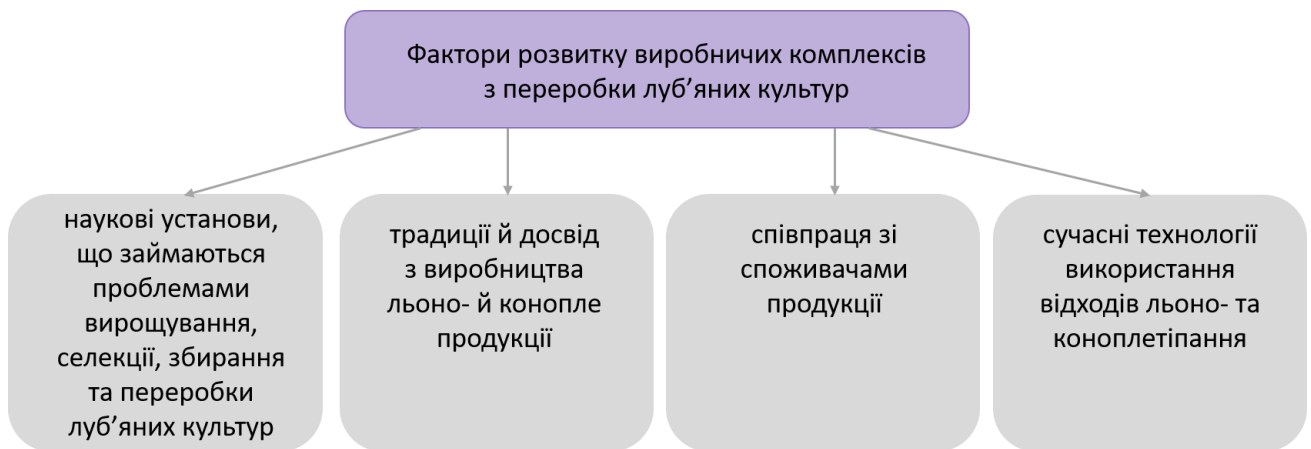 Фактори розвитку виробничих комплексів
з переробки луб’яних культур
наукові установи,
що займаються
проблемами
вирощування,
селекції, збирання
та переробки
луб’яних культур
традиції й досвід
з виробництва
льоно- й конопле
продукції
співпраця зі
споживачами
продукції
сучасні технології
використання
відходів льоно- та
коноплетіпання